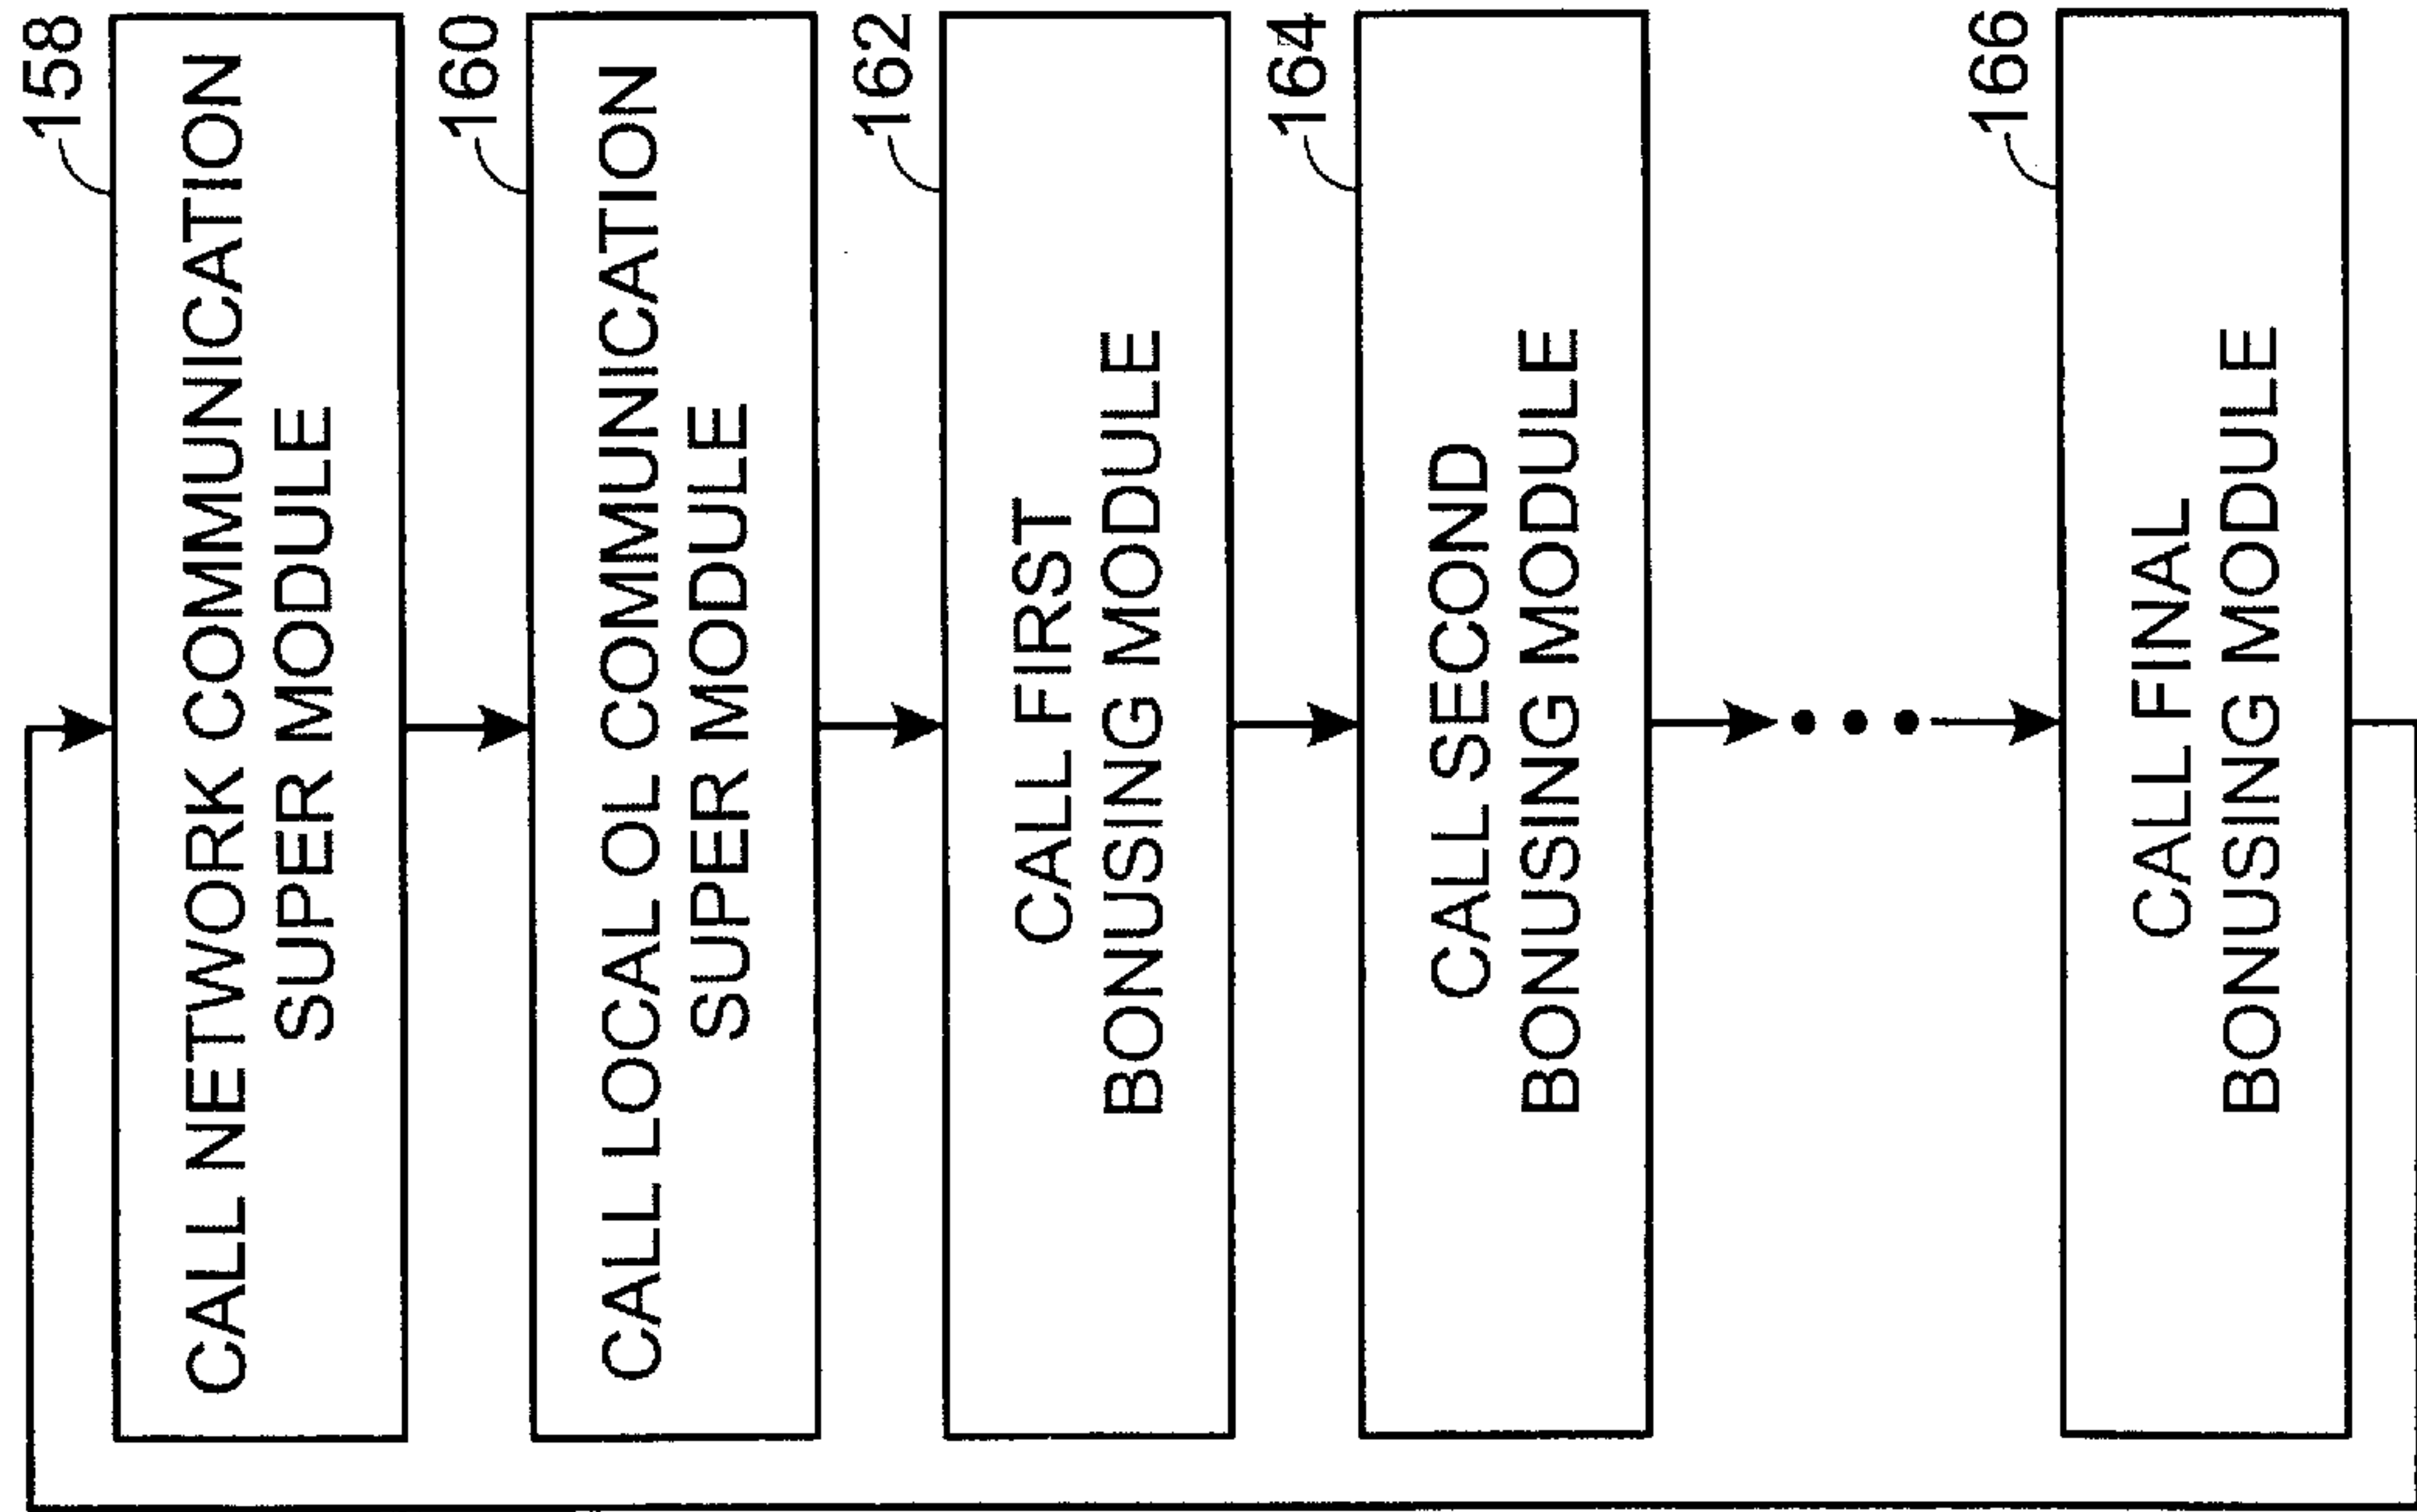 158
CALL NETWORK COMMUNICATION
SUPER MODULE
160
CALL LOCAL OL COMMUNICATION
SUPER MODULE
162
CALL FIRST
BONUSING MODULE
164
CALL SECOND
BONUSING MODULE
166
CALL FINAL
BONUSING MODULE